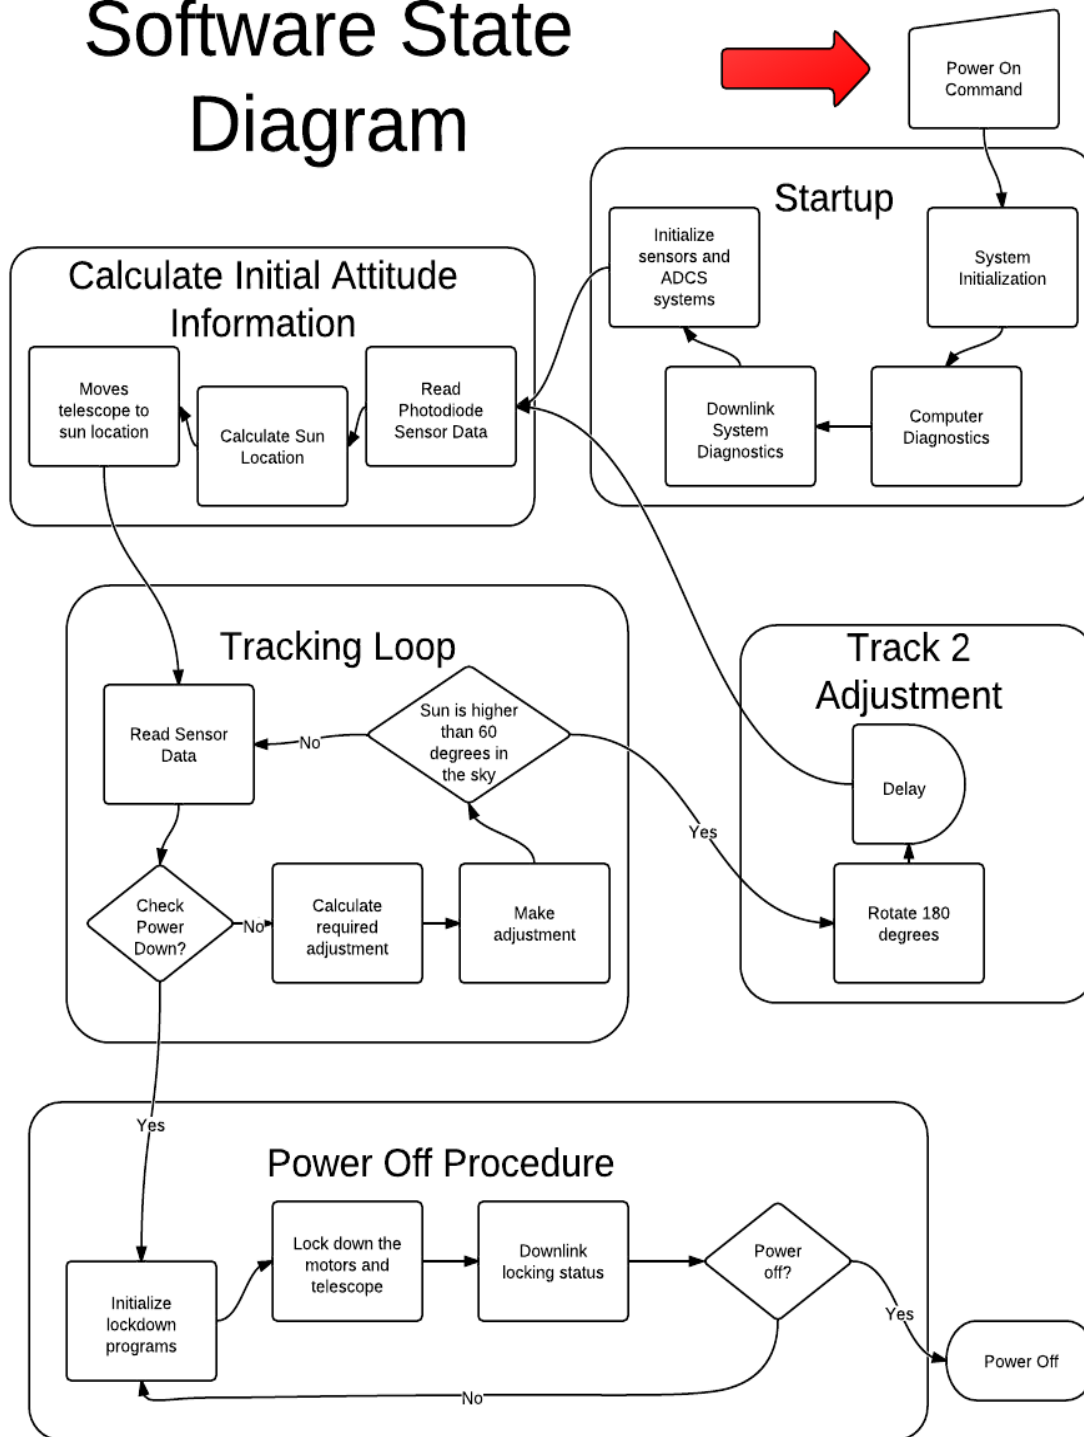 Software State
Diagram
Power On
Command
Startup
Initialize
sensors and
ADCS
systems
System
Initialization
Downlink
System
Diagnostics
Computer
Diagnostics
Calculate Initial Attitude
Information
Moves
telescope to
sun location
Calculate Sun
Location
Read
Photodiode
Sensor Data
Tracking Loop
Read Sensor
Data
No
Sun is higher
than 60
degrees in
the sky
Yes
Check
Power
Down?
No
Calculate
required
adjustment
Make
adjustment
Track 2
Adjustment
Delay
Rotate 180
degrees
Yes
Power Off Procedure
Initialize
lockdown
programs
Lock down the
motors and
telescope
Downlink
locking status
Power
off?
Yes
No
Power Off